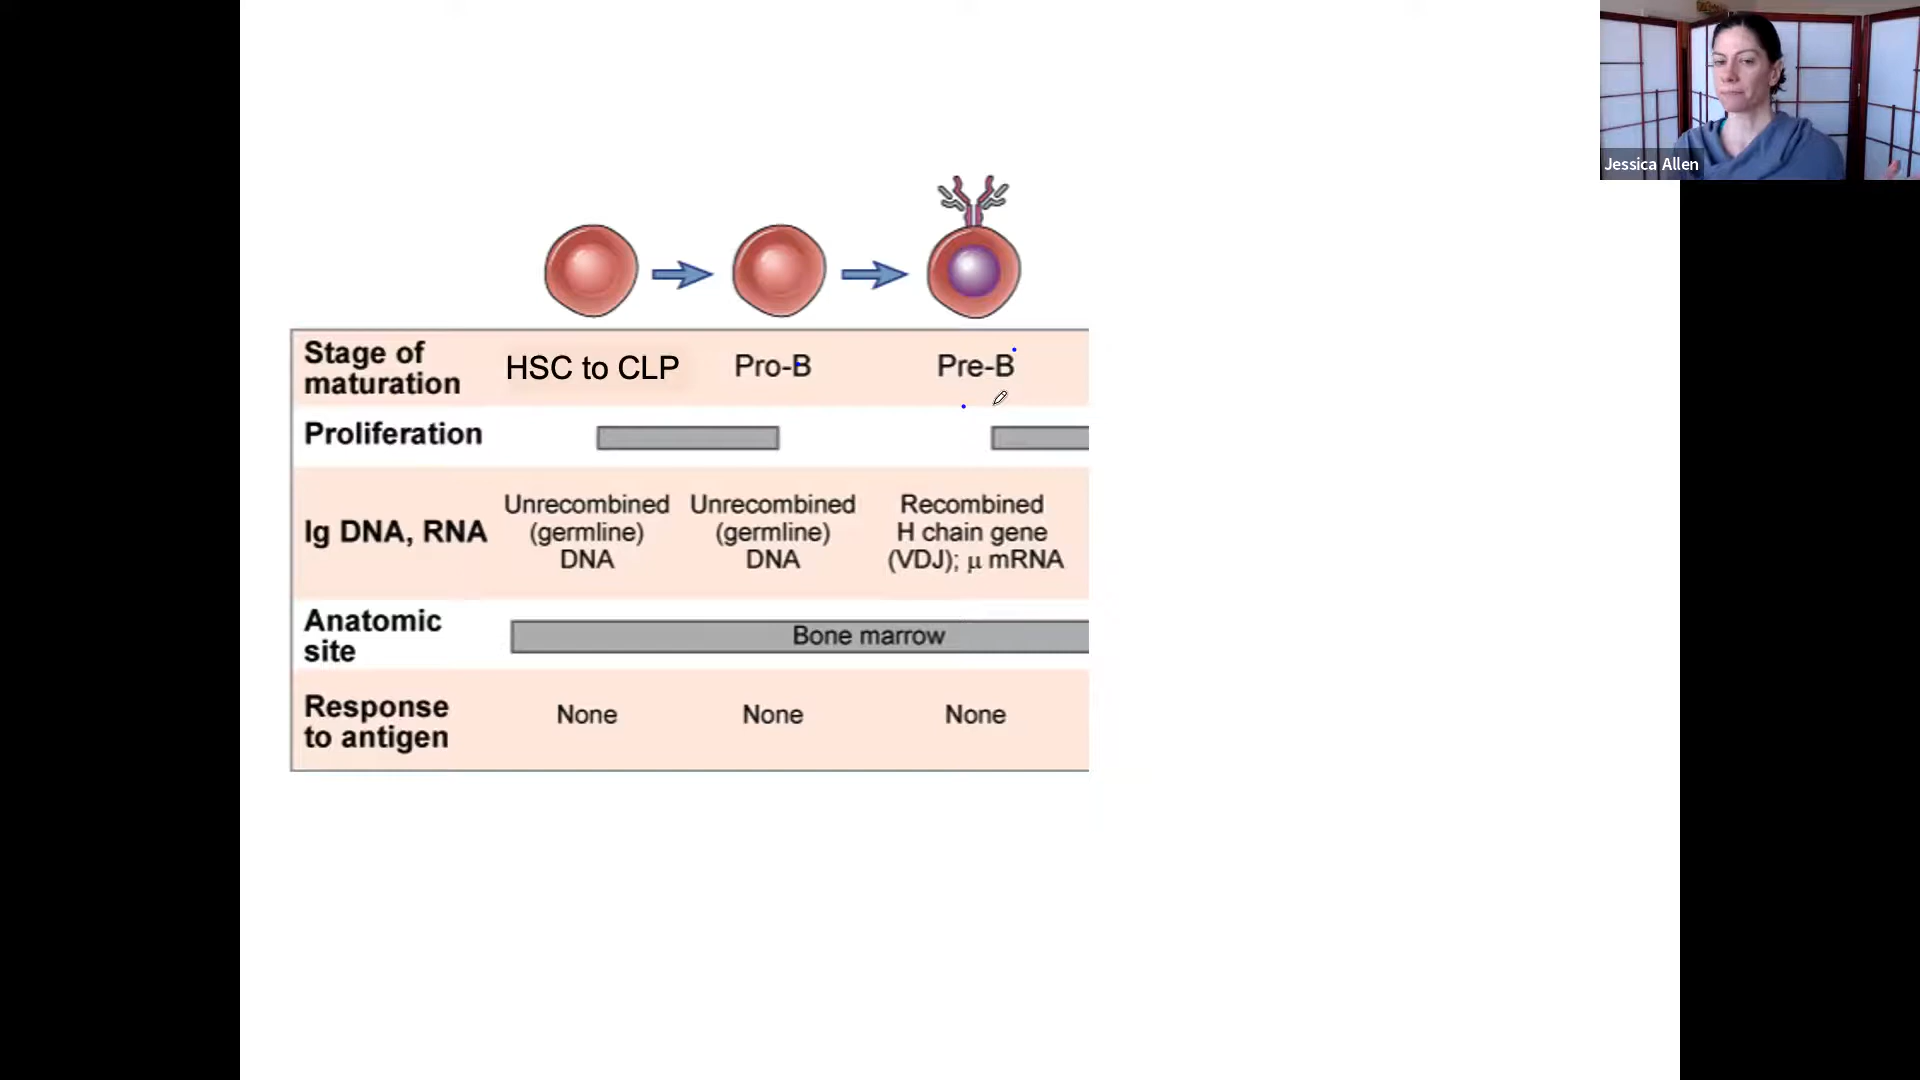 Jessica Allen
Stage of maturation
HSC to CLP
Pro-B
Pre-B
Proliferation
Ig DNA, RNA
Unrecombined
(germline)
DNA
Unrecombined
(germline)
DNA
Recombined
H chain gene
(VDJ); μ mRNA
Anatomic
site
Bone marrow
Response
to antigen
None
None
None